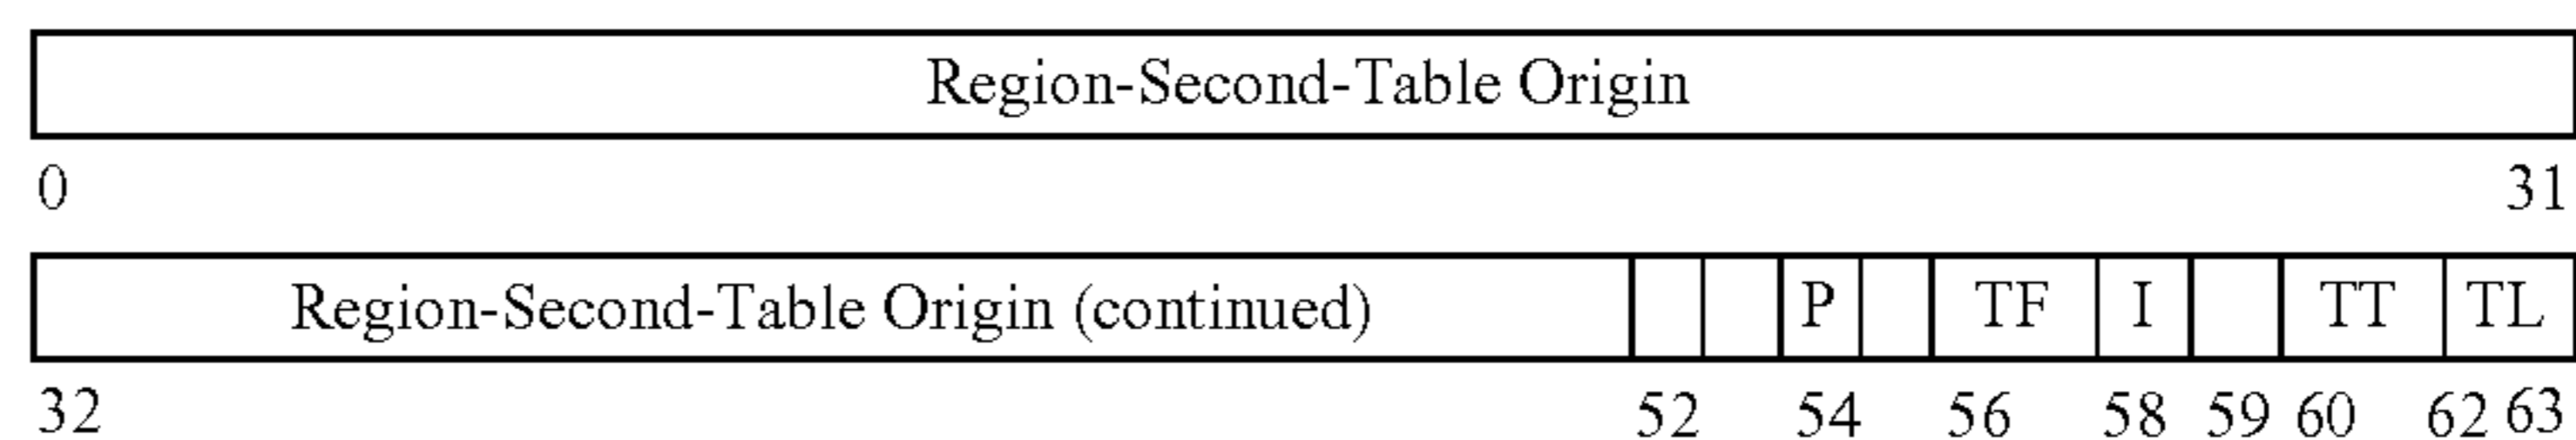 Region-Second-Table Origin
0 31
Region-Second-Table Origin (continued) P TF I TT TL
32 52 54 56 58 59 60 62 63